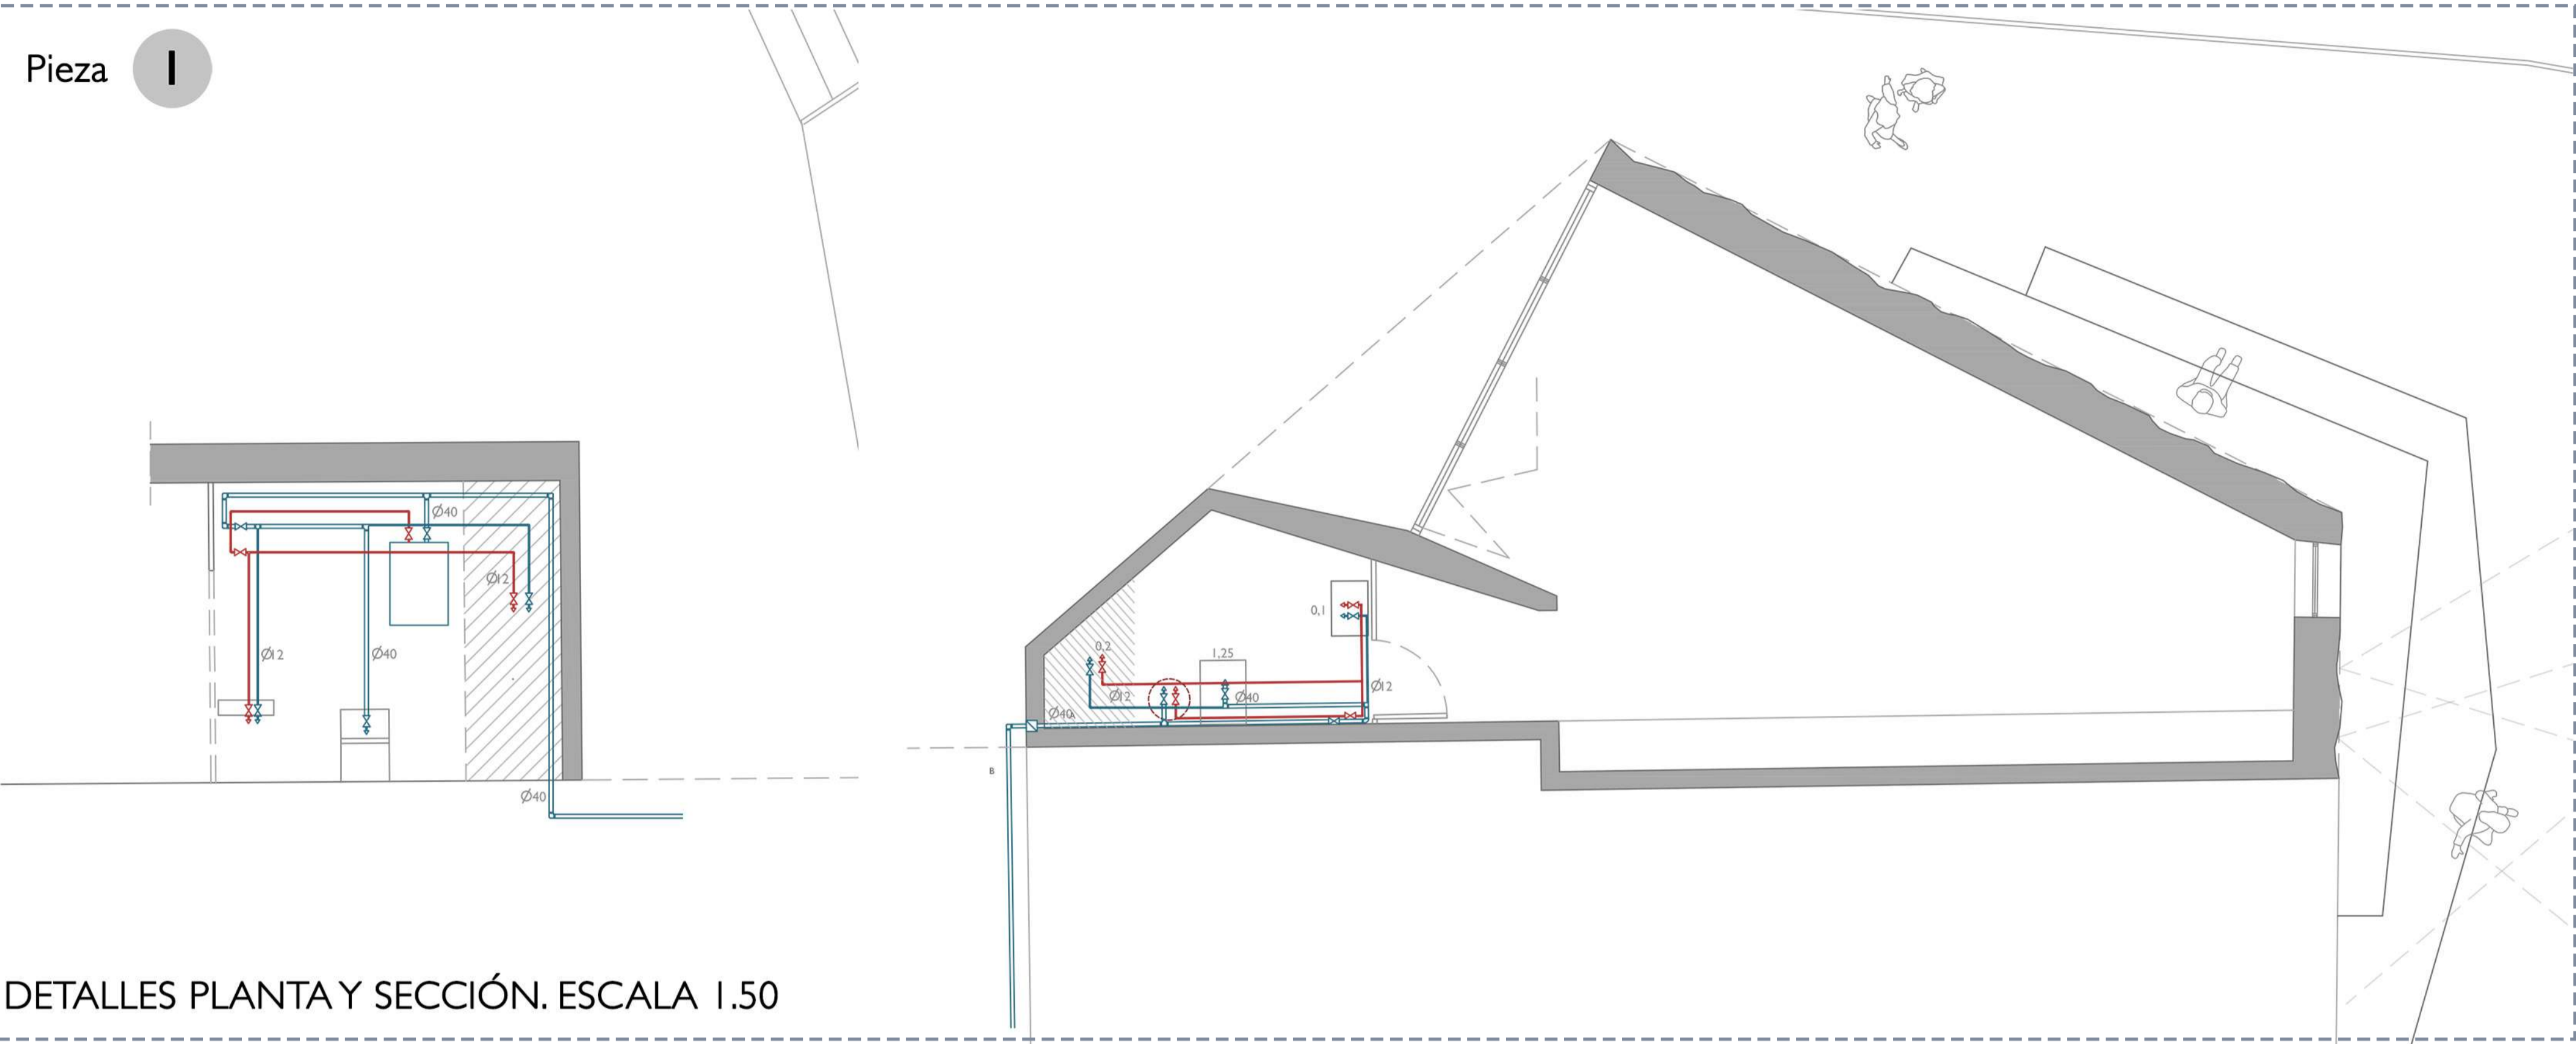 Pieza I
Ø40
Ø12
Ø12
Ø40
Ø40
0,1
0,2
1,25
Ø12
Ø12
Ø40
Ø40
B
DETALLES PLANTA Y SECCIÓN. ESCALA 1.50